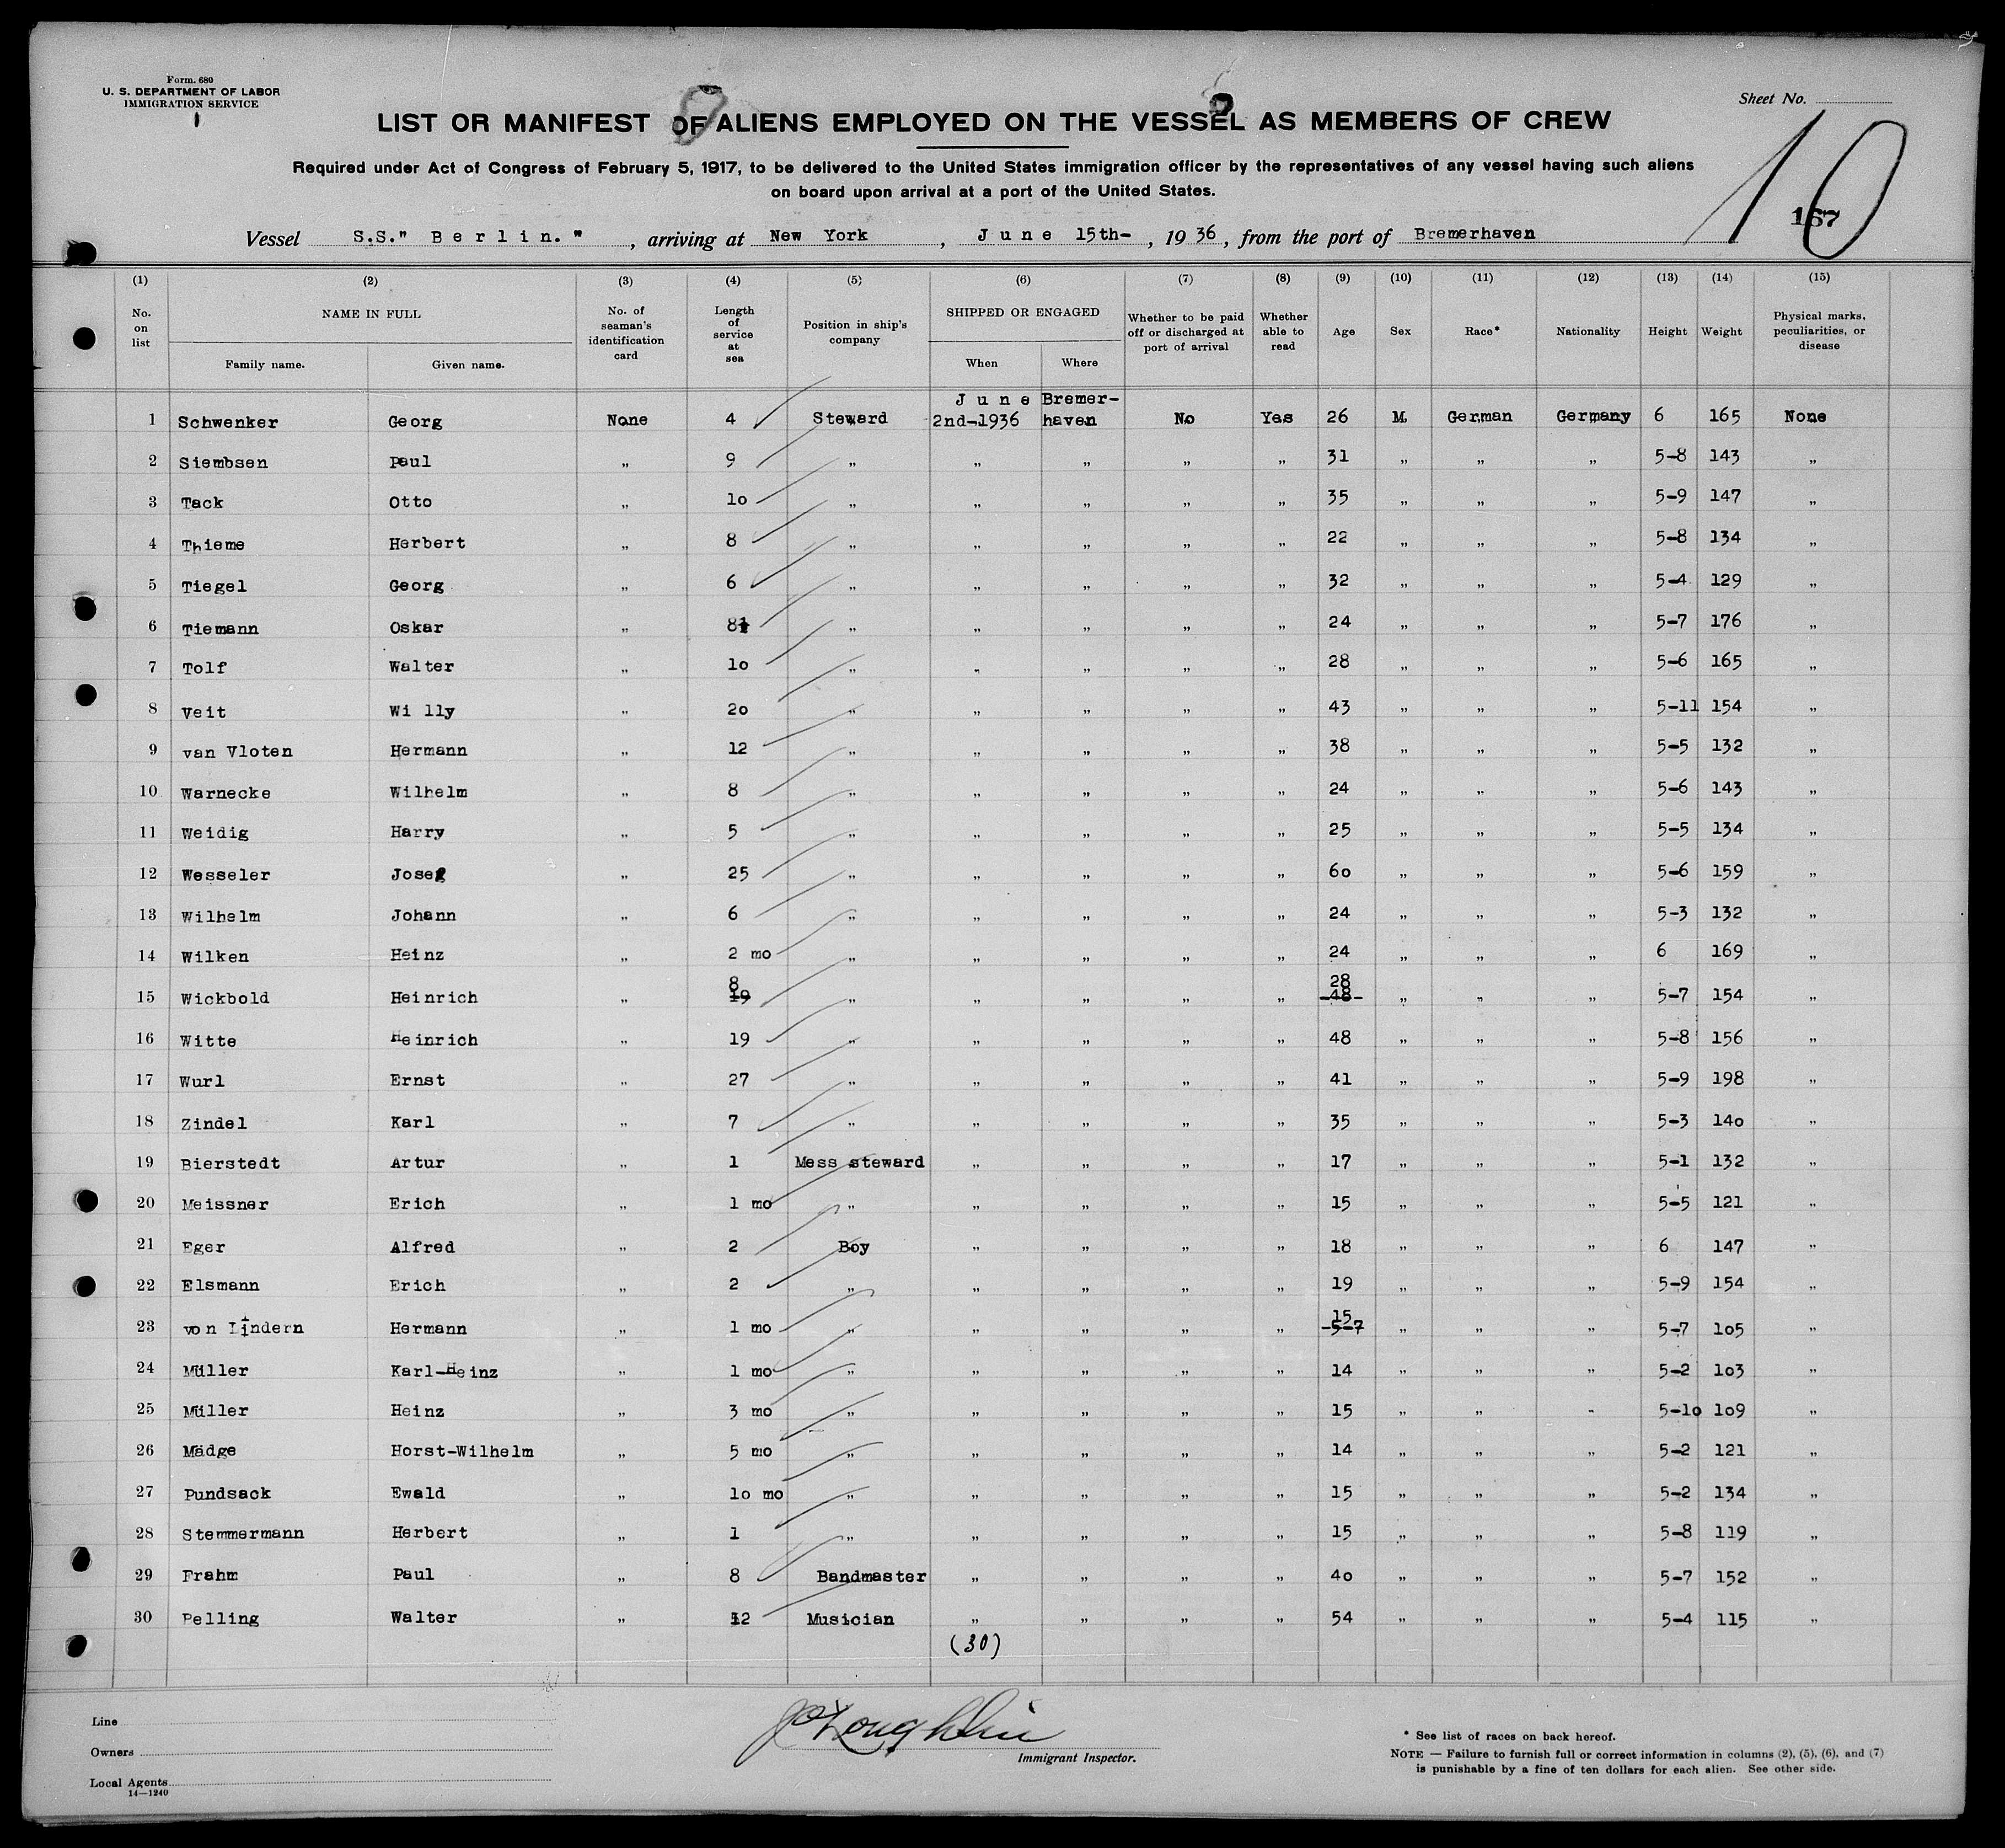 Form. 680
U. S. DEPARTMENT OF LABOR
IMMIGRATION SERVICE
Sheet No.
LIST OR MANIFEST OF ALIENS EMPLOYED ON THE VESSEL AS MEMBERS OF CREW
Required under Act of Congress of February 5, 1917, to be delivered to the United States immigration officer by the representatives of any vessel having such aliens
on board upon arrival at a port of the United States.
10
167
Vessel S.S." Berlin. " , arriving at New York , June 15th- , 1936, from the port of Bremerhaven
(1) (2) (3) (4) (5) (6) (7) (8) (9) (10) (11) (12) (13) (14) (15)
No. on list NAME IN FULL Family name. Given name. No. of seaman's identification card Length of service at sea Position in ship's company SHIPPED OR ENGAGED When Where Whether to be paid off or discharged at port of arrival Whether able to read Age Sex Race* Nationality Height Weight Physical marks, peculiarities, or disease
1 Schwenker Georg None 4 Steward June 2nd-1936 Bremer-haven No Yes 26 M. German Germany 6 165 None
2 Siembsen Paul „ 9 „ „ „ „ „ 31 „ „ „ 5-8 143 „
3 Tack Otto „ 10 „ „ „ „ „ 35 „ „ „ 5-9 147 „
4 Thieme Herbert „ 8 „ „ „ „ „ 22 „ „ „ 5-8 134 „
5 Tiegel Georg „ 6 „ „ „ „ „ 32 „ „ „ 5-4 129 „
6 Tiemann Oskar „ 8 „ „ „ „ „ 24 „ „ „ 5-7 176 „
7 Tolf Walter „ 10 „ „ „ „ „ 28 „ „ „ 5-6 165 „
8 Veit Wi lly „ 20 „ „ „ „ „ 43 „ „ „ 5-11 154 „
9 van Vloten Hermann „ 12 „ „ „ „ „ 38 „ „ „ 5-5 132 „
10 Warnecke Wilhelm „ 8 „ „ „ „ „ 24 „ „ „ 5-6 143 „
11 Weidig Harry „ 5 „ „ „ „ „ 25 „ „ „ 5-5 134 „
12 Wesseler Josef „ 25 „ „ „ „ „ 60 „ „ „ 5-6 159 „
13 Wilhelm Johann „ 6 „ „ „ „ „ 24 „ „ „ 5-3 132 „
14 Wilken Heinz „ 2 mo „ „ „ „ „ 24 „ „ „ 6 169 „
15 Wickbold Heinrich „ 8 19 „ „ „ „ „ 28 -48- „ „ „ 5-7 154 „
16 Witte Heinrich „ 19 „ „ „ „ „ 48 „ „ „ 5-8 156 „
17 Wurl Ernst „ 27 „ „ „ „ „ 41 „ „ „ 5-9 198 „
18 Zindel Karl „ 7 „ „ „ „ „ 35 „ „ „ 5-3 140 „
19 Bierstedt Artur „ 1 Mess steward „ „ „ „ 17 „ „ „ 5-1 132 „
20 Meissner Erich „ 1 mo „ „ „ „ „ 15 „ „ „ 5-5 121 „
21 Eger Alfred „ 2 Boy „ „ „ „ 18 „ „ „ 6 147 „
22 Elsmann Erich „ 2 „ „ „ „ „ 19 „ „ „ 5-9 154 „
23 von Lindern Hermann „ 1 mo „ „ „ „ „ 15 -5-7 „ „ „ 5-7 105 „
24 Müller Karl-Heinz „ 1 mo „ „ „ „ „ 14 „ „ „ 5-2 103 „
25 Müller Heinz „ 3 mo „ „ „ „ „ 15 „ „ „ 5-10 109 „
26 Mädge Horst-Wilhelm „ 5 mo „ „ „ „ „ 14 „ „ „ 5-2 121 „
27 Pundsack Ewald „ 10 mo „ „ „ „ „ 15 „ „ „ 5-2 134 „
28 Stemmermann Herbert „ 1 „ „ „ „ „ 15 „ „ „ 5-8 119 „
29 Frahm Paul „ 8 Bandmaster „ „ „ „ 40 „ „ „ 5-7 152 „
30 Pelling Walter „ 12 Musician „ „ „ „ 54 „ „ „ 5-4 115 „
(30)
Line
Owners
Local Agents
14—1240
Immigrant Inspector.
* See list of races on back hereof.
NOTE — Failure to furnish full or correct information in columns (2), (5), (6), and (7)
is punishable by a fine of ten dollars for each alien. See other side.